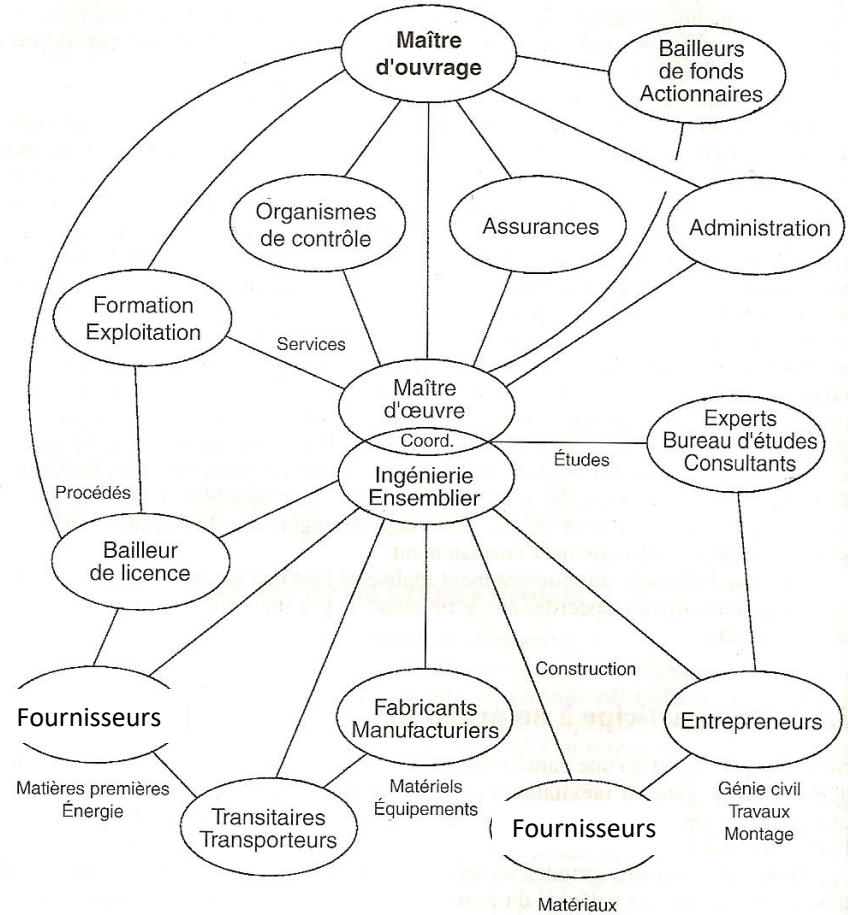 Maître
d'ouvrage
Bailleurs
de fonds
Actionnaires
Organismes
de contrôle
Assurances
Administration
Formation
Exploitation
Services
Maître
d'œuvre
Coord.
Experts
Bureau d'études
Consultants
Études
Ingénierie
Ensemblier
Procédés
Bailleur
de licence
Construction
Fournisseurs
Fabricants
Manufacturiers
Entrepreneurs
Matières premières
Énergie
Matériels
Équipements
Génie civil
Travaux
Montage
Transitaires
Transporteurs
Fournisseurs
Matériaux